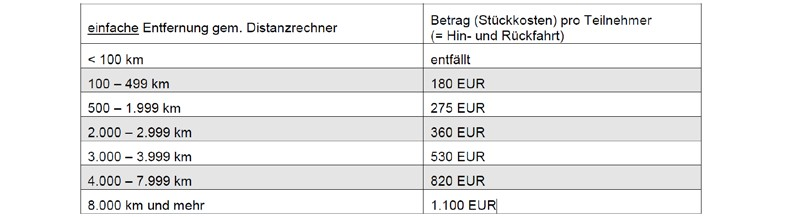 einfache Entfernung gem. Distanzrechner
Betrag (Stückkosten) pro Teilnehmer
(= Hin- und Rückfahrt)
< 100 km
entfällt
100 – 499 km
180 EUR
500 – 1.999 km
275 EUR
2.000 – 2.999 km
360 EUR
3.000 – 3.999 km
530 EUR
4.000 – 7.999 km
820 EUR
8.000 km und mehr
1.100 EUR